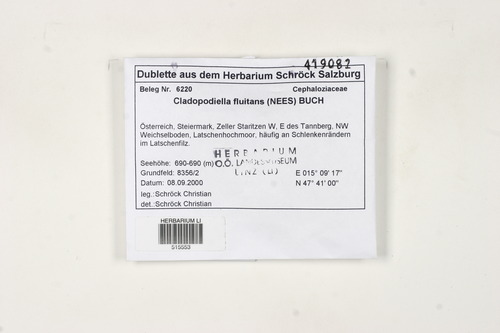 419082
Dublette aus dem Herbarium Schröck Salzburg
Beleg Nr. 6220 Cephaloziaceae
Cladopodiella fluitans (NEES) BUCH
Österreich, Steiermark, Zeller Staritzen W, E des Tannberg, NW
Weichselboden, Latschenhochmoor, häufig an Schlenkenrändern
im Latschenfilz.
HERBARIUM
Seehöhe: 690-690 (m) O.Ö. LANDESMUSEUM
Grundfeld: 8356/2 LINZ (LI) E 015° 09' 17"
Datum: 08.09.2000 N 47° 41' 00"
leg.:Schröck Christian
det.:Schröck Christian
HERBARIUM LI
515553